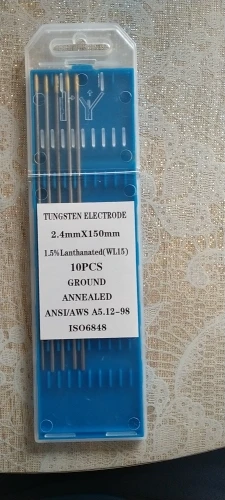 TUNGSTEN ELECTRODE
2.4mmX150mm
1.5%Lanthanated(WL15)
10PCS
GROUND
ANNEALED
ANSI/AWS A5.12-98
ISO6848